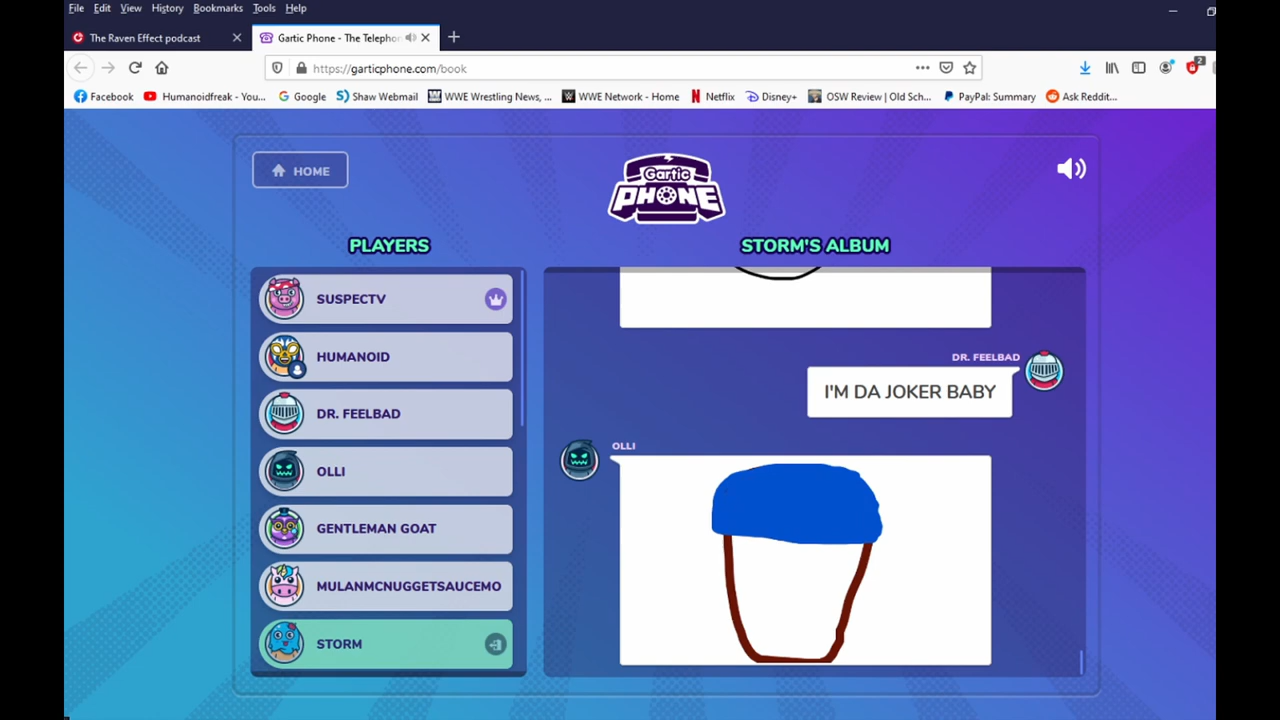 File Edit View History Bookmarks Tools Help
The Raven Effect podcast
Gartic Phone - The Telepho
https://garticphone.com/book
Facebook
Humanoidfreak - You...
Google
Shaw Webmail
WWE Wrestling News, ...
WWE Network - Home
Netflix
Disney+
OSW Review | Old Sch...
PayPal: Summary
Ask Reddit...
2
HOME
Gartic
PHONE
PLAYERS
STORM'S ALBUM
SUSPECTV
HUMANOID
DR. FEELBAD
OLLI
GENTLEMAN GOAT
MULANMCNUGGETSAUCEMO
STORM
DR. FEELBAD
I'M DA JOKER BABY
OLLI